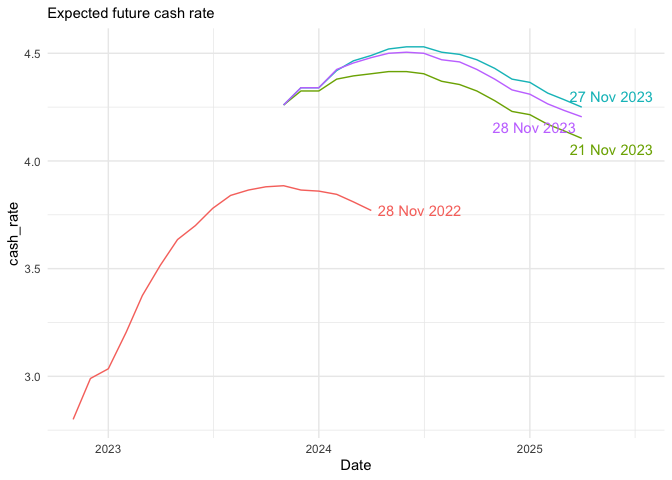 Expected future cash rate
4.5
4.0
3.5
3.0
cash_rate
27 Nov 2023
28 Nov 2023
21 Nov 2023
28 Nov 2022
2023
2024
2025
Date